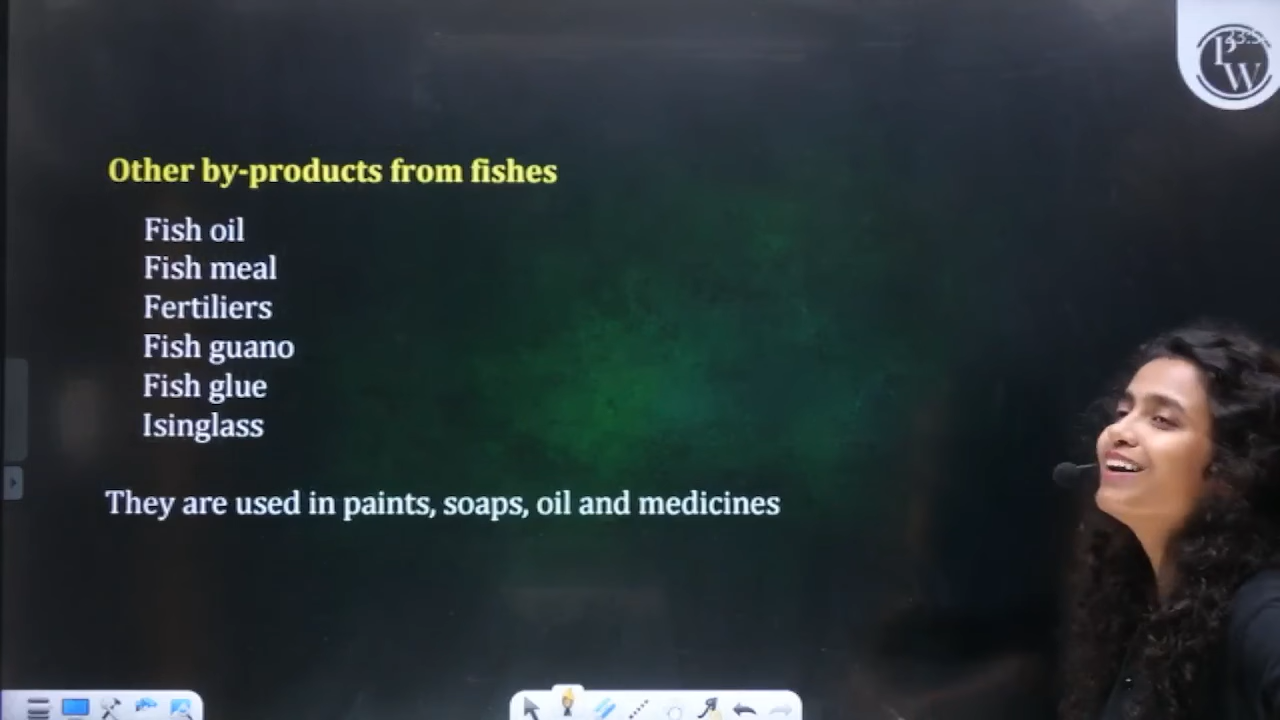 PW
Other by-products from fishes
Fish oil
Fish meal
Fertiliers
Fish guano
Fish glue
Isinglass
They are used in paints, soaps, oil and medicines